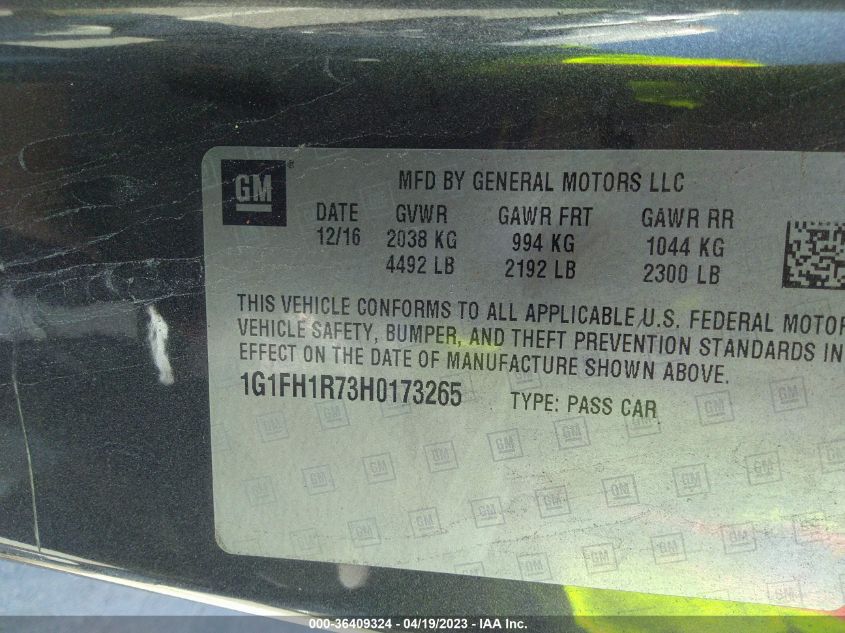 GM ®
MFD BY GENERAL MOTORS LLC
DATE GVWR GAWR FRT GAWR RR
12/16 2038 KG 994 KG 1044 KG
4492 LB 2192 LB 2300 LB
THIS VEHICLE CONFORMS TO ALL APPLICABLE U.S. FEDERAL MOTOR
VEHICLE SAFETY, BUMPER, AND THEFT PREVENTION STANDARDS IN
EFFECT ON THE DATE OF MANUFACTURE SHOWN ABOVE.
1G1FH1R73H0173265 TYPE: PASS CAR
000-36409324 / 04/19/2023 - IAA Inc.